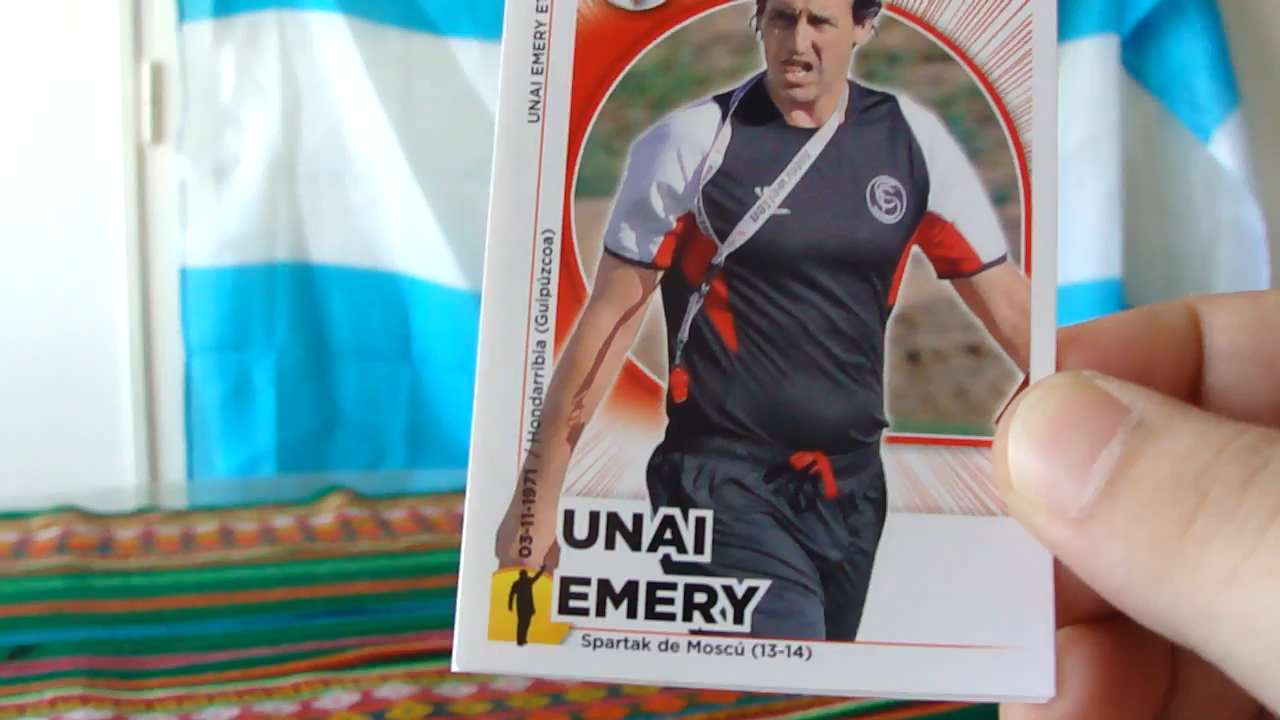 UNAI EMERY
03-11-1971 / Hondarribia (Guipúzcoa)
UNAI
EMERY
Spartak de Moscú (13-14)